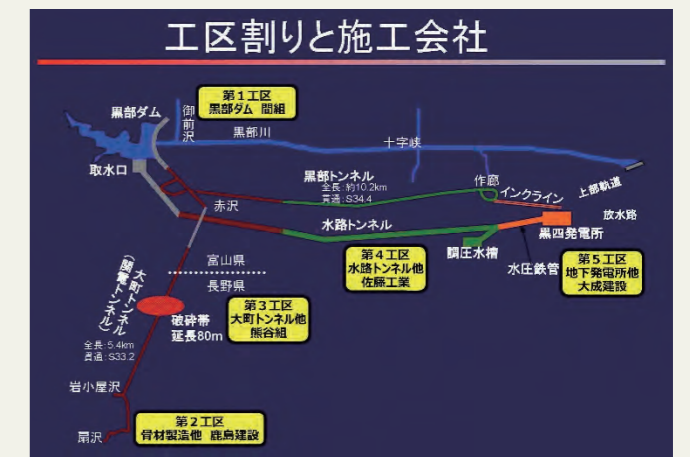 工区割りと施工会社
第1工区
黒部ダム 間組
黒部ダム
御前沢
黒部川
十字峡
取水口
黒部トンネル
全長:約10.2km
貫通:S34.4
作廊
インクライン
上部軌道
赤沢
水路トンネル
放水路
黒四発電所
調圧水槽
水圧鉄管
第4工区
水路トンネル他
佐藤工業
第5工区
地下発電所他
大成建設
富山県
長野県
大町トンネル
(関電トンネル)
全長:5.4km
貫通:S33.2
破砕帯
延長80m
第3工区
大町トンネル他
熊谷組
岩小屋沢
扇沢
第2工区
骨材製造他 鹿島建設